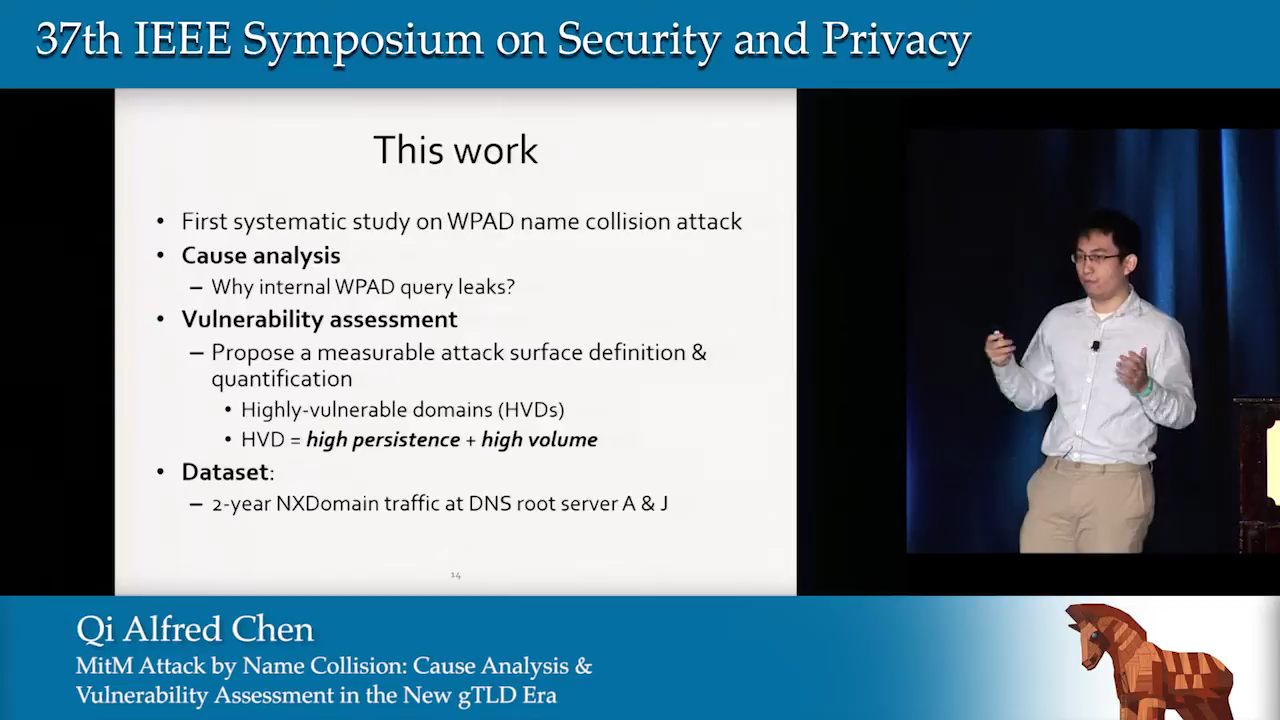 37th IEEE Symposium on Security and Privacy
This work
• First systematic study on WPAD name collision attack
• Cause analysis
– Why internal WPAD query leaks?
• Vulnerability assessment
– Propose a measurable attack surface definition &
quantification
• Highly-vulnerable domains (HVDs)
• HVD = high persistence + high volume
• Dataset:
– 2-year NXDomain traffic at DNS root server A & J
14
Qi Alfred Chen
MitM Attack by Name Collision: Cause Analysis &
Vulnerability Assessment in the New gTLD Era